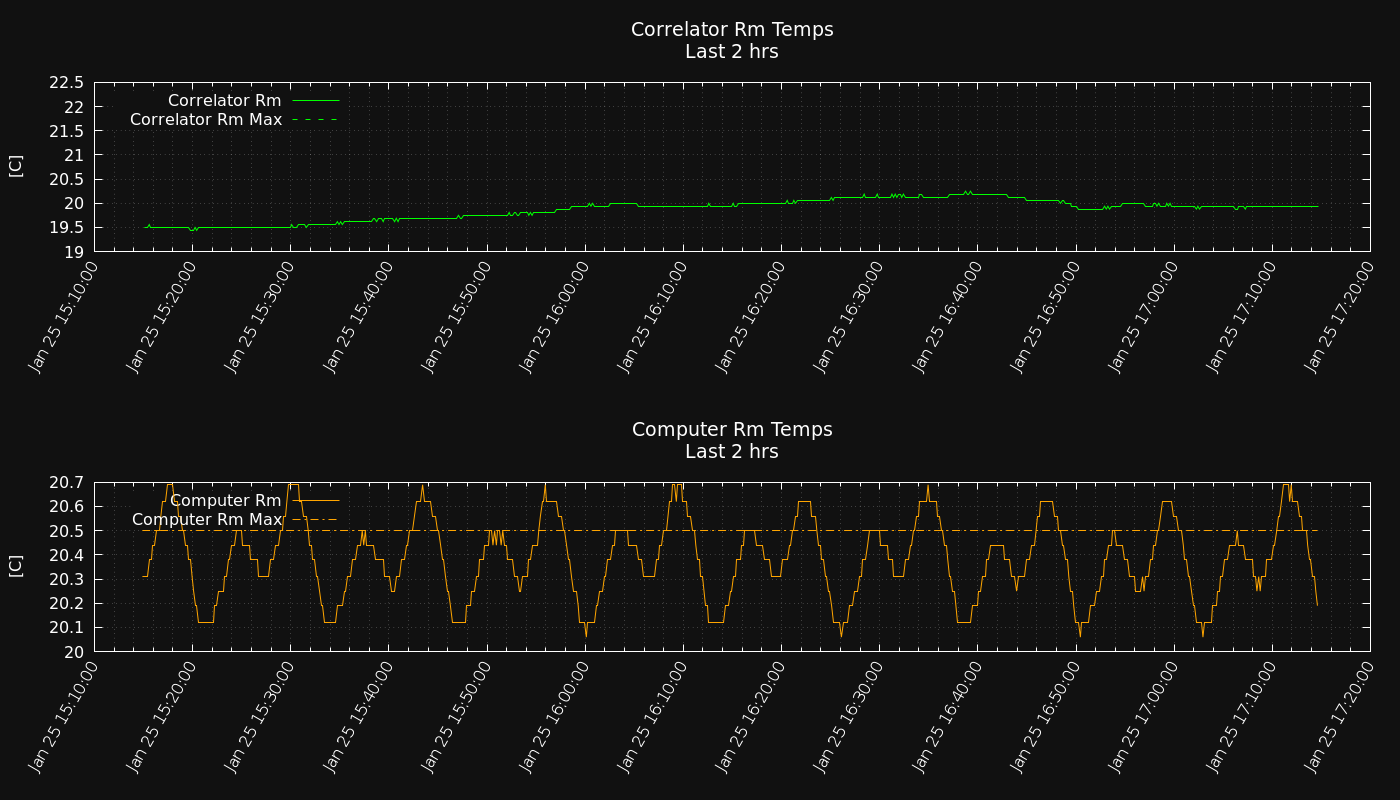 Correlator Rm Temps
Last 2 hrs
22.5
22
21.5
21
20.5
20
19.5
19
[C]
Correlator Rm
Correlator Rm Max
Jan 25 15:10:00
Jan 25 15:20:00
Jan 25 15:30:00
Jan 25 15:40:00
Jan 25 15:50:00
Jan 25 16:00:00
Jan 25 16:10:00
Jan 25 16:20:00
Jan 25 16:30:00
Jan 25 16:40:00
Jan 25 16:50:00
Jan 25 17:00:00
Jan 25 17:10:00
Jan 25 17:20:00
Computer Rm Temps
Last 2 hrs
20.7
20.6
20.5
20.4
20.3
20.2
20.1
20
[C]
Computer Rm
Computer Rm Max
Jan 25 15:10:00
Jan 25 15:20:00
Jan 25 15:30:00
Jan 25 15:40:00
Jan 25 15:50:00
Jan 25 16:00:00
Jan 25 16:10:00
Jan 25 16:20:00
Jan 25 16:30:00
Jan 25 16:40:00
Jan 25 16:50:00
Jan 25 17:00:00
Jan 25 17:10:00
Jan 25 17:20:00